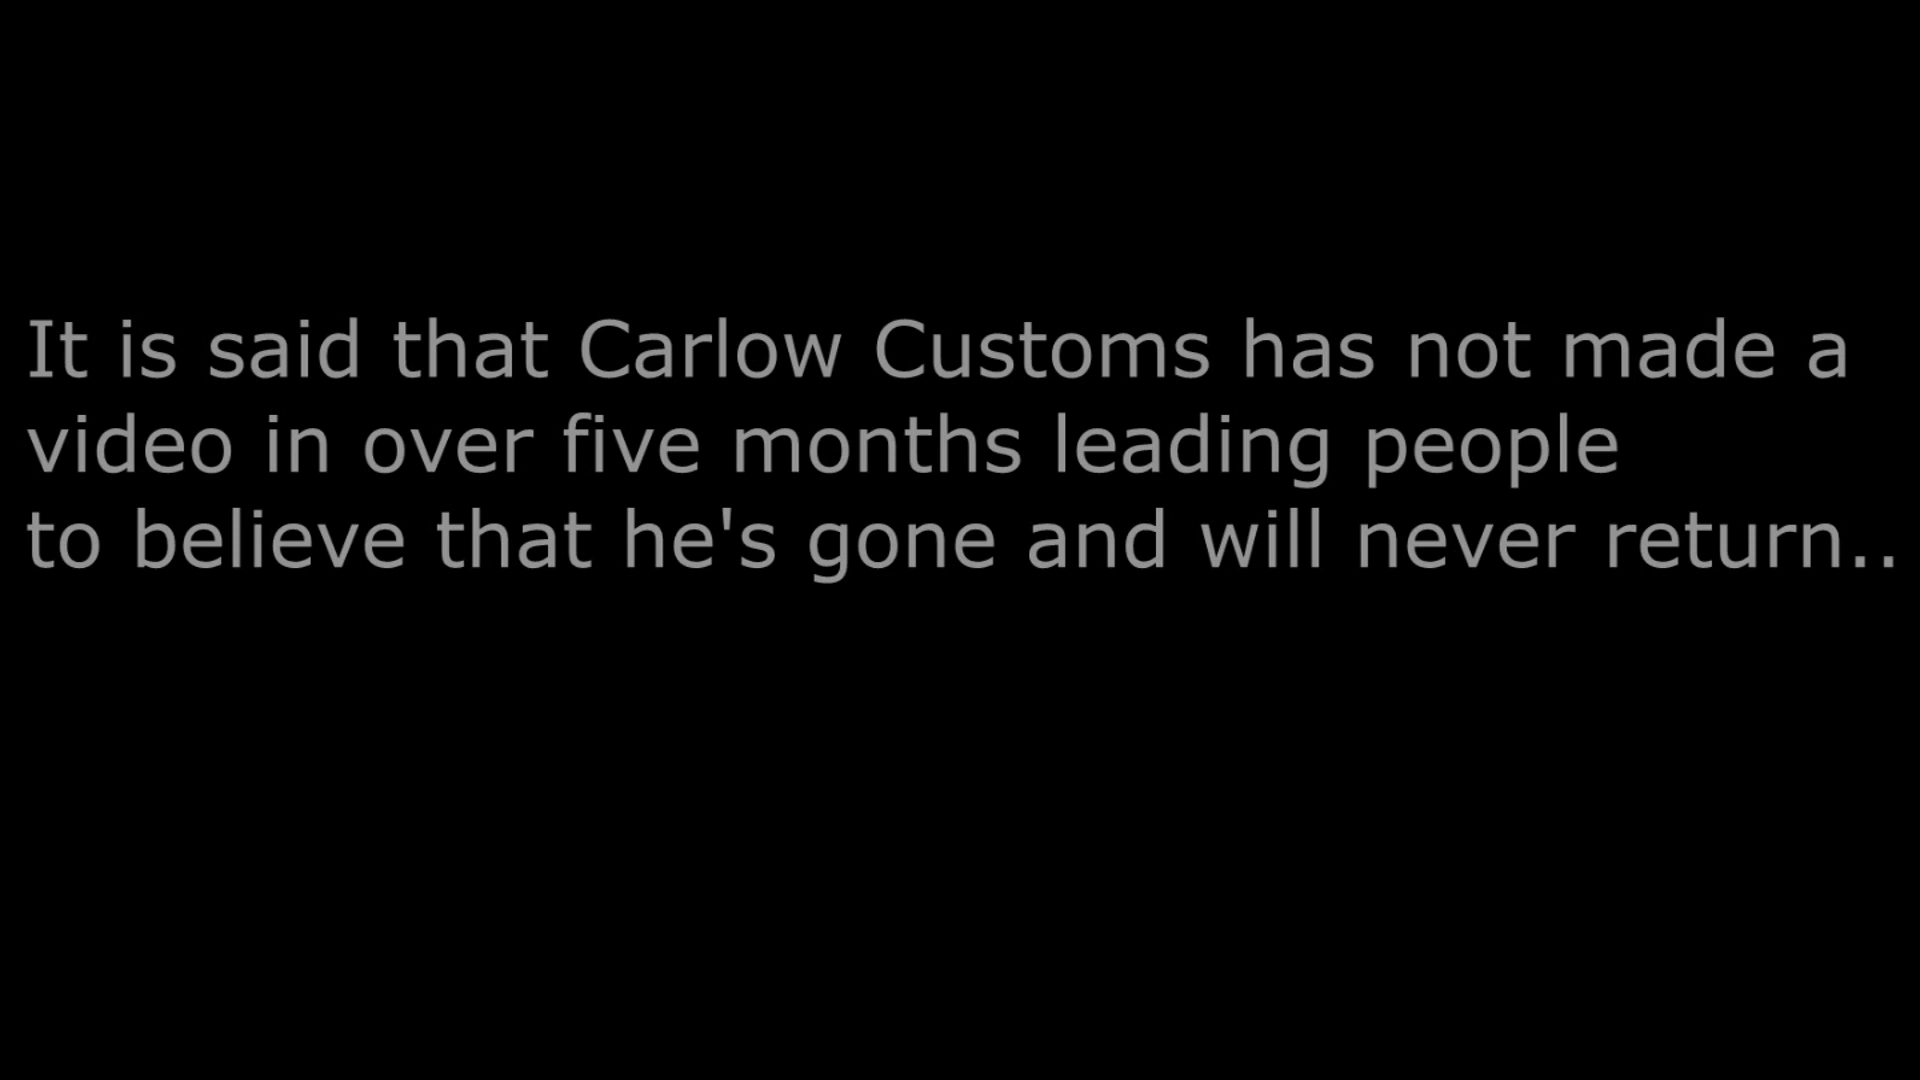 It is said that Carlow Customs has not made a
video in over five months leading people
to believe that he's gone and will never return..